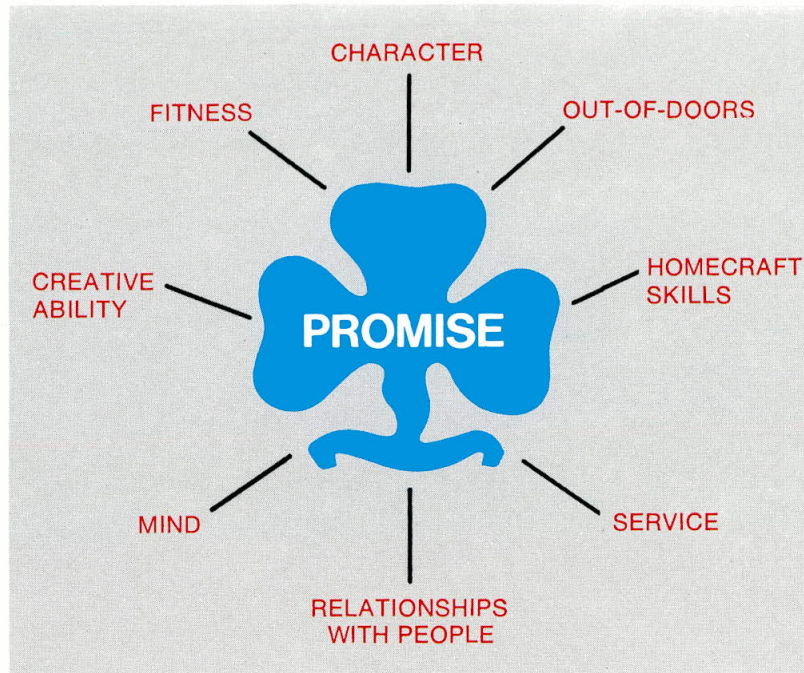 CHARACTER
FITNESS
OUT-OF-DOORS
CREATIVE
ABILITY
HOMECRAFT
SKILLS
PROMISE
MIND
SERVICE
RELATIONSHIPS
WITH PEOPLE